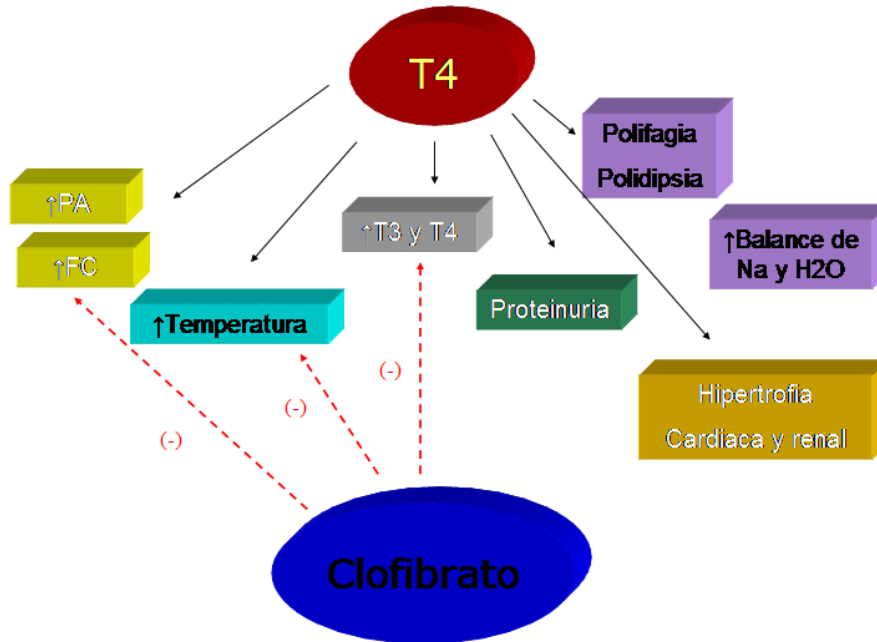 T4
Polifagia
Polidipsia
↑PA
↑T3 y T4
↑Balance de
Na y H2O
↑FC
↑Temperatura
Proteinuria
Hipertrofia
Cardiaca y renal
(-)
(-)
(-)
Clofibrato